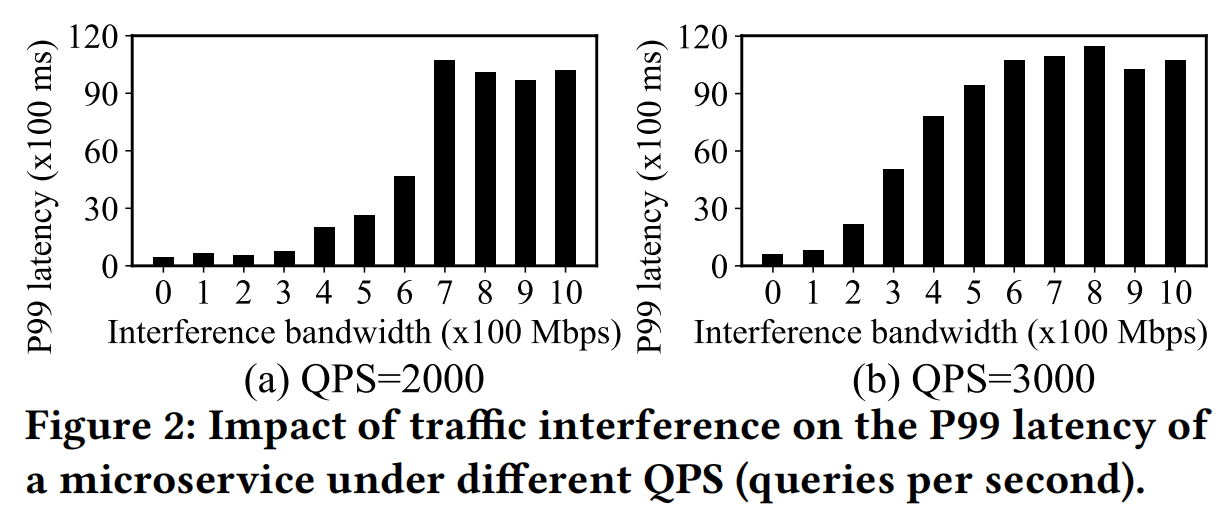 120
90
60
30
0
P99 latency (x100 ms)
0 1 2 3 4 5 6 7 8 9 10
Interference bandwidth (x100 Mbps)
(a) QPS=2000
120
90
60
30
0
P99 latency (x100 ms)
0 1 2 3 4 5 6 7 8 9 10
Interference bandwidth (x100 Mbps)
(b) QPS=3000
Figure 2: Impact of traffic interference on the P99 latency of
a microservice under different QPS (queries per second).